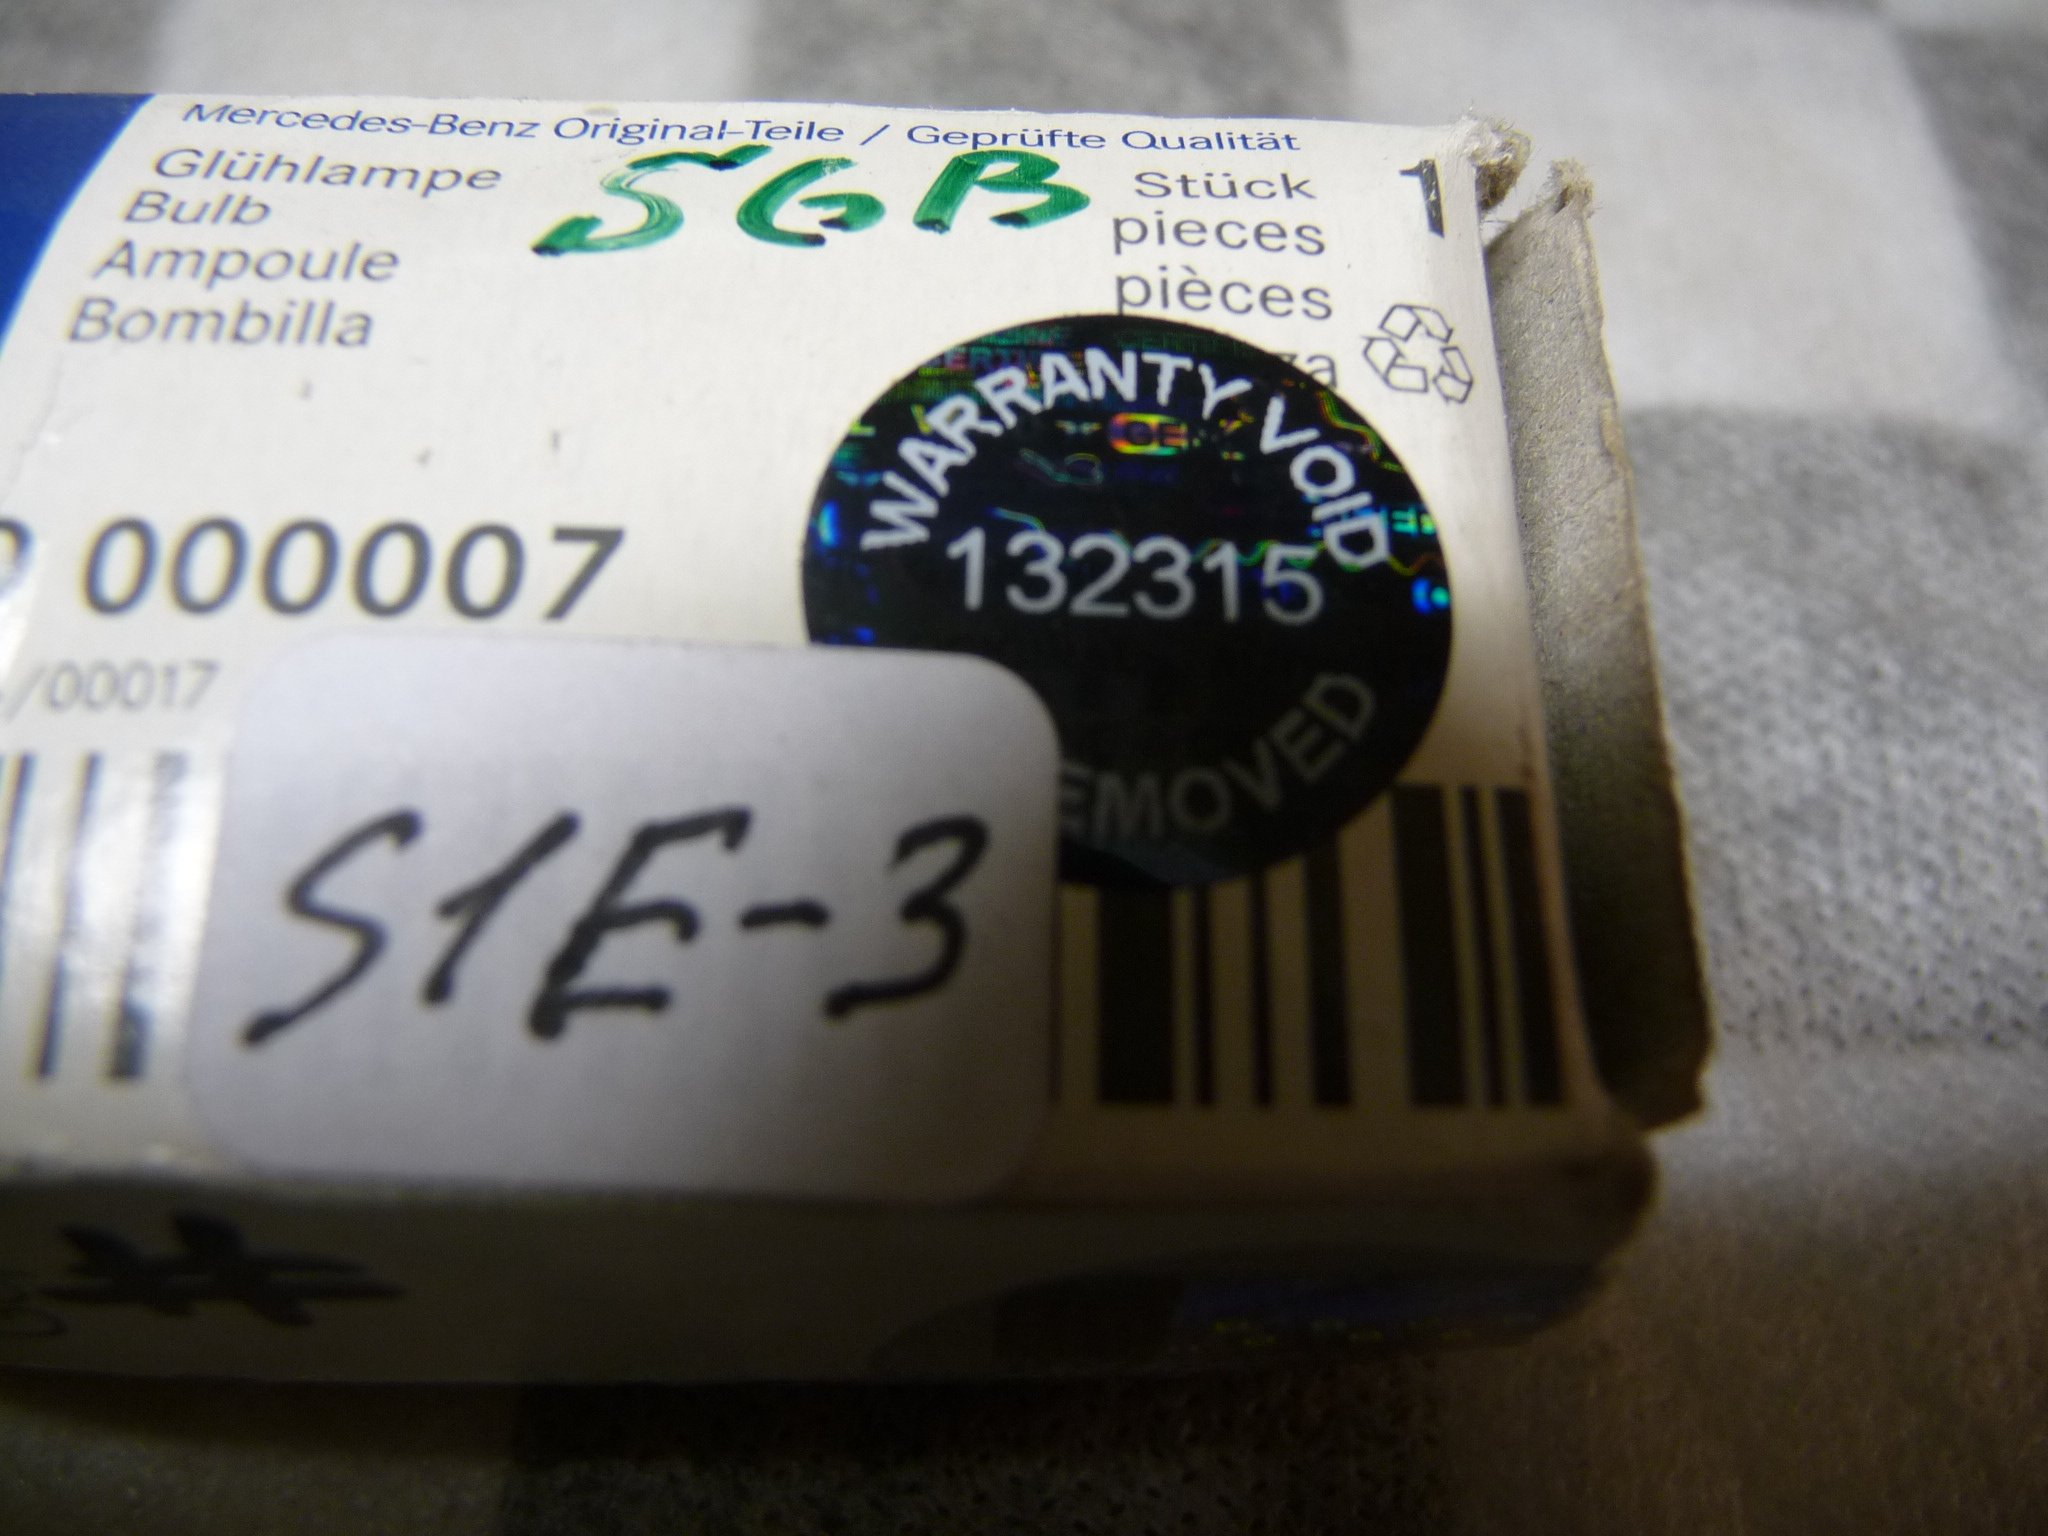 Mercedes-Benz Original-Teile / Geprüfte Qualität
Glühlampe
Bulb
Ampoule
Bombilla
SGB
Stück 1
pieces
pièces
000007
/00017
WARRANTY VOID
132315
EMOVED
S1E-3